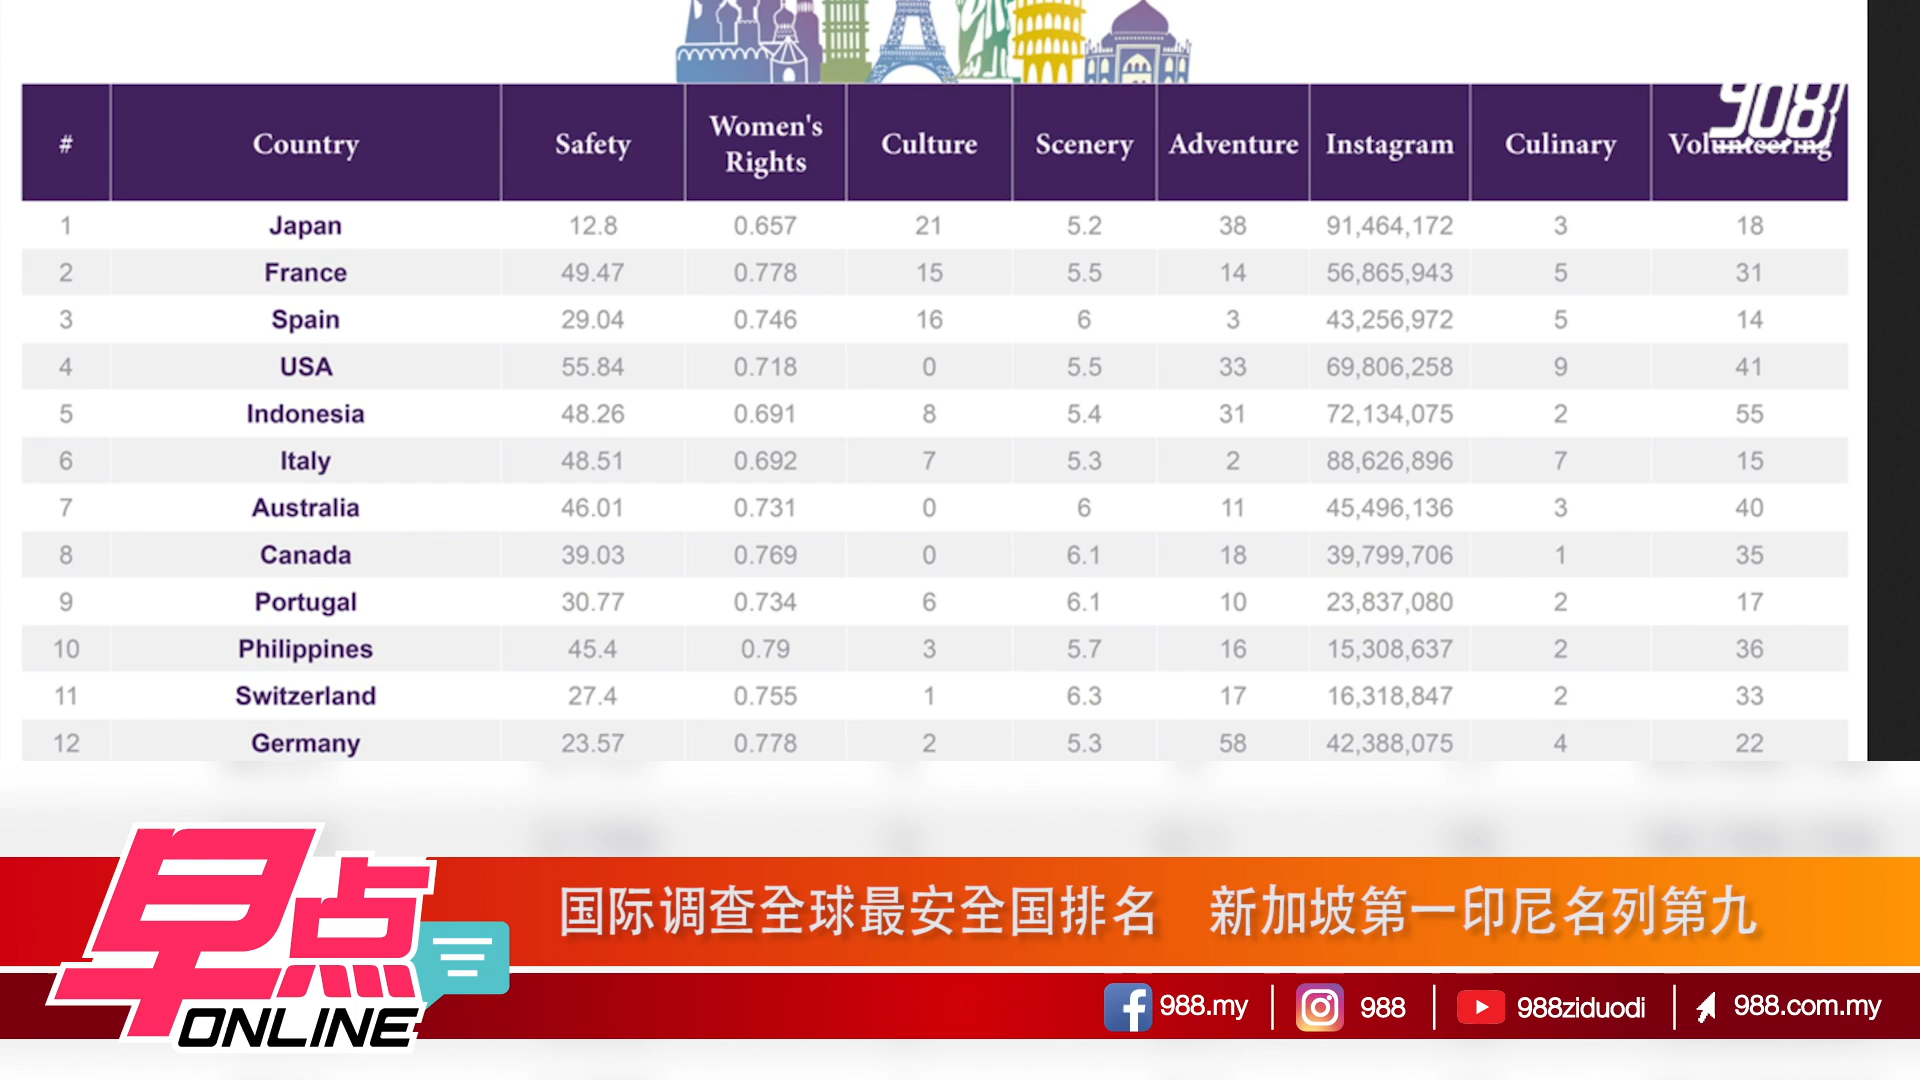 # Country Safety Women's Rights Culture Scenery Adventure Instagram Culinary Volunteering
988
1 Japan 12.8 0.657 21 5.2 38 91,464,172 3 18
2 France 49.47 0.778 15 5.5 14 56,865,943 5 31
3 Spain 29.04 0.746 16 6 3 43,256,972 5 14
4 USA 55.84 0.718 0 5.5 33 69,806,258 9 41
5 Indonesia 48.26 0.691 8 5.4 31 72,134,075 2 55
6 Italy 48.51 0.692 7 5.3 2 88,626,896 7 15
7 Australia 46.01 0.731 0 6 11 45,496,136 3 40
8 Canada 39.03 0.769 0 6.1 18 39,799,706 1 35
9 Portugal 30.77 0.734 6 6.1 10 23,837,080 2 17
10 Philippines 45.4 0.79 3 5.7 16 15,308,637 2 36
11 Switzerland 27.4 0.755 1 6.3 17 16,318,847 2 33
12 Germany 23.57 0.778 2 5.3 58 42,388,075 4 22
早点
ONLINE
国际调查全球最安全国排名 新加坡第一印尼名列第九
988.my 988 988ziduodi 988.com.my